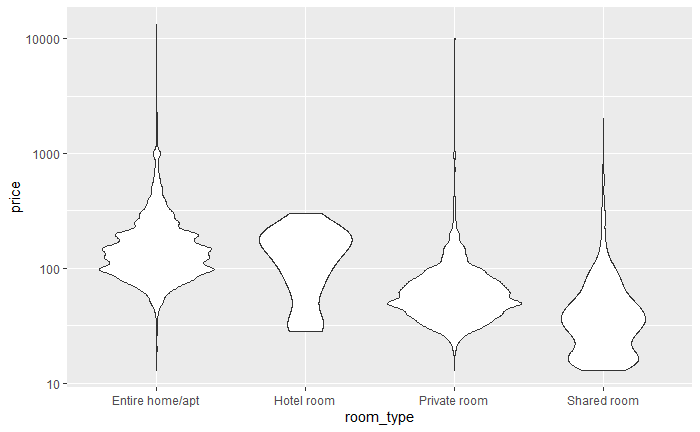 10000
1000
100
10
price
Entire home/apt
Hotel room
Private room
Shared room
room_type